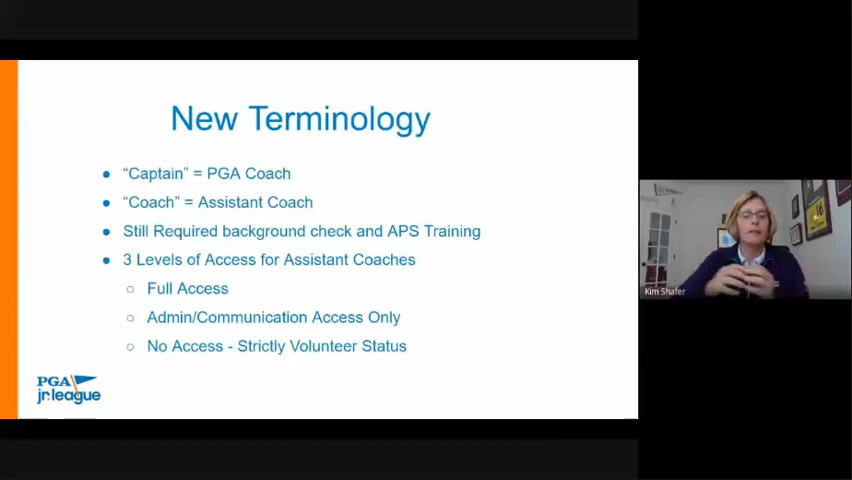 New Terminology
● “Captain” = PGA Coach
● “Coach” = Assistant Coach
● Still Required background check and APS Training
● 3 Levels of Access for Assistant Coaches
○ Full Access
○ Admin/Communication Access Only
○ No Access - Strictly Volunteer Status
PGA
jr.league
Kim Shafer
16